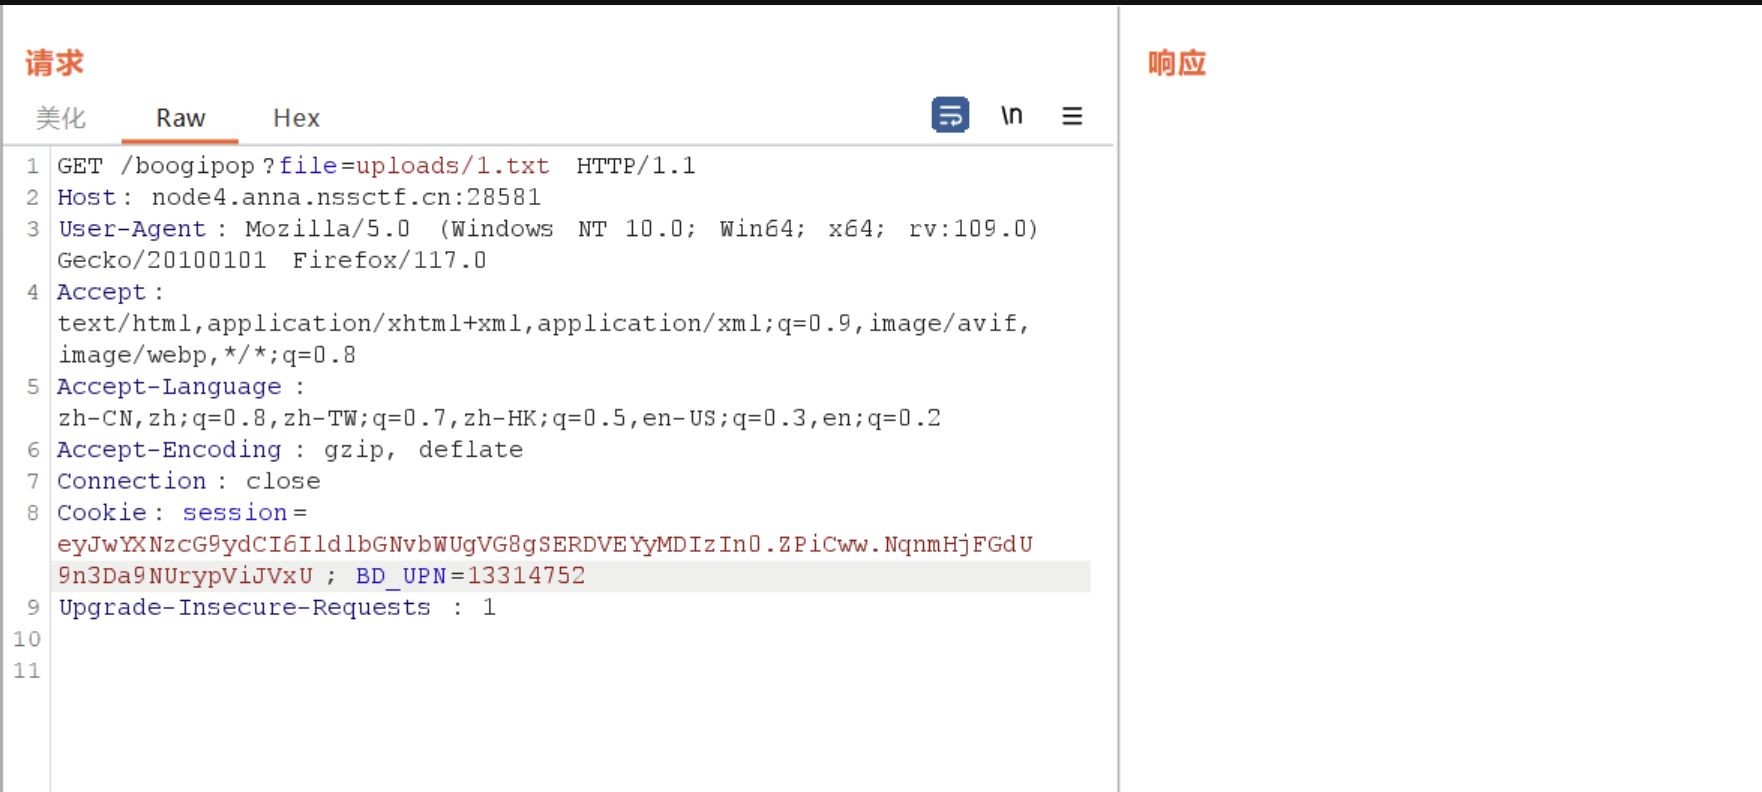 请求
响应
美化 Raw Hex \n
1 GET /boogipop?file=uploads/1.txt HTTP/1.1
2 Host: node4.anna.nssctf.cn:28581
3 User-Agent: Mozilla/5.0 (Windows NT 10.0; Win64; x64; rv:109.0)
Gecko/20100101 Firefox/117.0
4 Accept:
text/html,application/xhtml+xml,application/xml;q=0.9,image/avif,
image/webp,*/*;q=0.8
5 Accept-Language:
zh-CN,zh;q=0.8,zh-TW;q=0.7,zh-HK;q=0.5,en-US;q=0.3,en;q=0.2
6 Accept-Encoding: gzip, deflate
7 Connection: close
8 Cookie: session=
eyJwYXNzcG9ydCI6IldlbGNvbWUgVG8gSERDVEYyMDIzIn0.ZPiCww.NqnmHjFGdU
9n3Da9NUrypViJVxU; BD_UPN=13314752
9 Upgrade-Insecure-Requests: 1
10
11